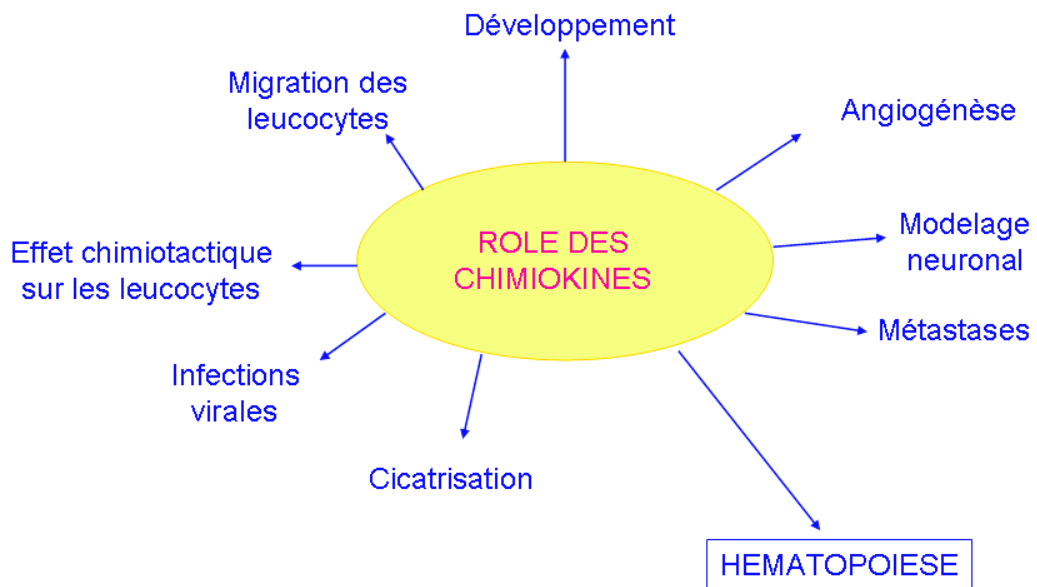 Développement
Migration des
leucocytes
Angiogénèse
ROLE DES
CHIMIOKINES
Modelage
neuronal
Effet chimiotactique
sur les leucocytes
Métastases
Infections
virales
Cicatrisation
HEMATOPOIESE